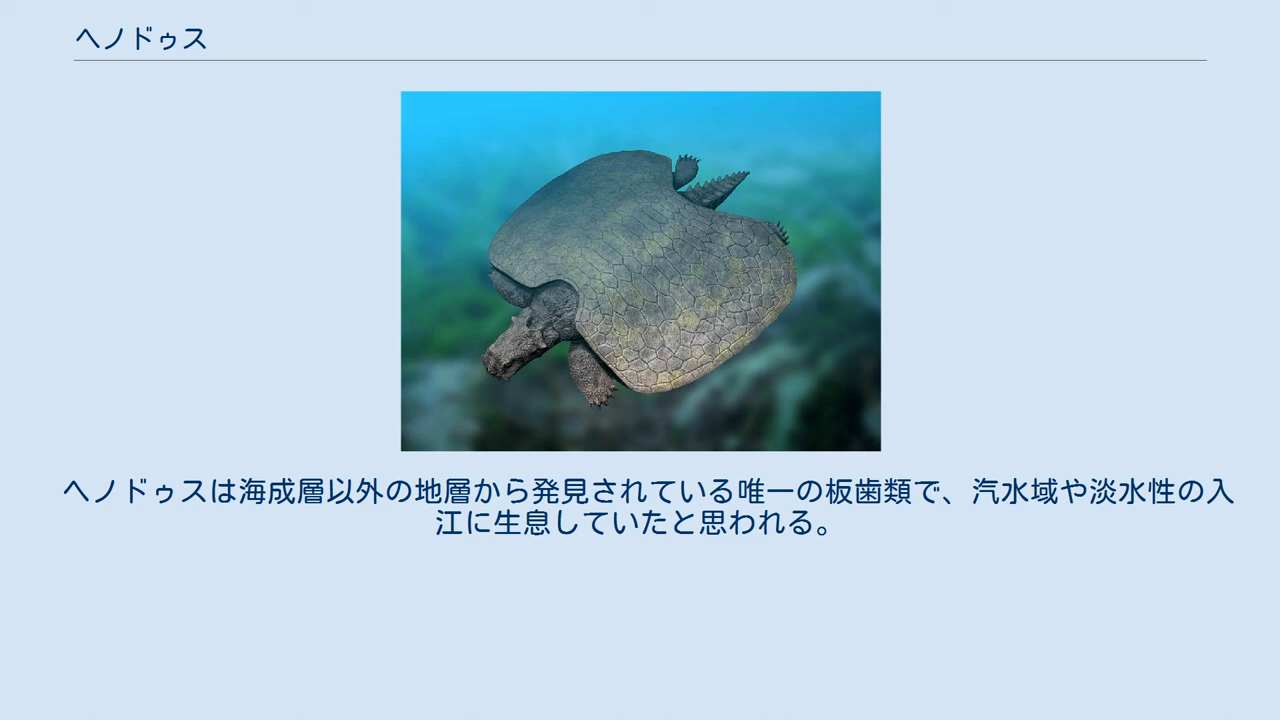 ヘノドゥス
ヘノドゥスは海成層以外の地層から発見されている唯一の板歯類で、汽水域や淡水性の入
江に生息していたと思われる。